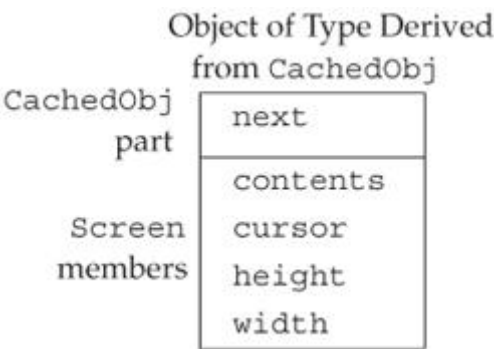 Object of Type Derived
from CachedObj
CachedObj
part
next
contents
Screen
cursor
members
height
width